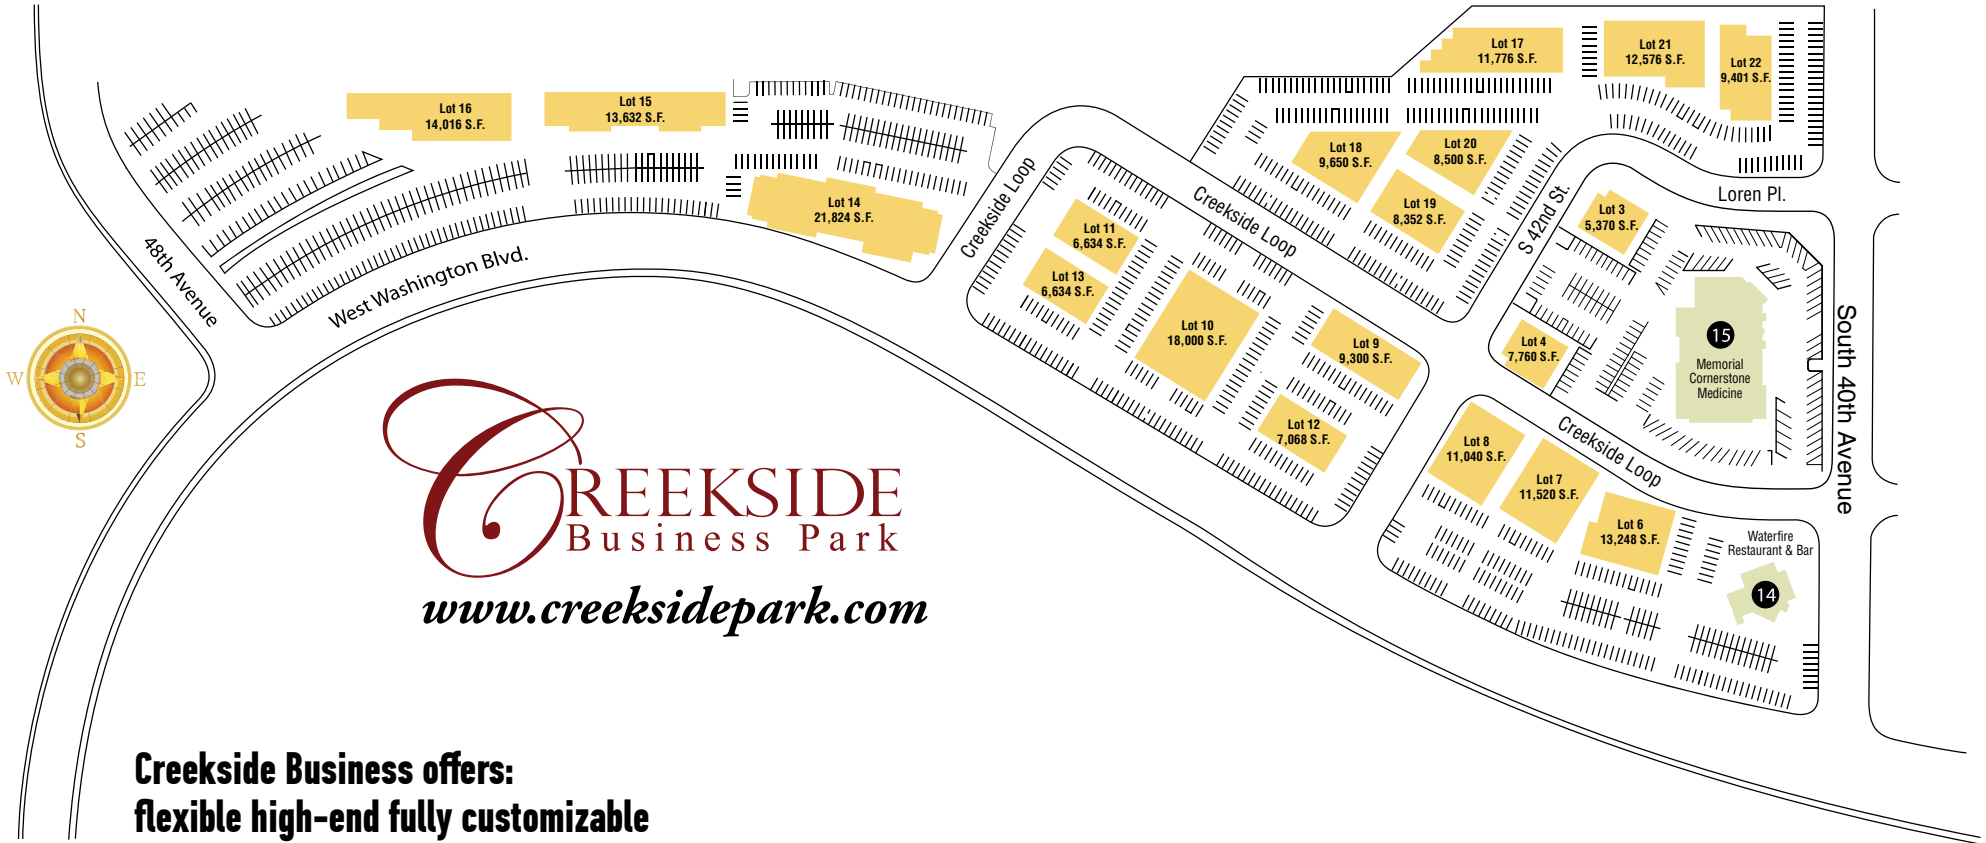 Lot 17
11,776 S.F.
Lot 21
12,576 S.F.
Lot 22
9,401 S.F.
Lot 16
14,016 S.F.
Lot 15
13,632 S.F.
Lot 18
9,650 S.F.
Lot 20
8,500 S.F.
Lot 19
8,352 S.F.
Lot 14
21,824 S.F.
Creekside Loop
Creekside Loop
S 42nd St.
Loren Pl.
Lot 3
5,370 S.F.
Lot 11
6,634 S.F.
Lot 13
6,634 S.F.
48th Avenue
West Washington Blvd.
N
W
E
S
Lot 10
18,000 S.F.
Lot 9
9,300 S.F.
Lot 4
7,760 S.F.
15
Memorial
Cornerstone
Medicine
South 40th Avenue
Lot 12
7,068 S.F.
Creekside Loop
Lot 8
11,040 S.F.
Lot 7
11,520 S.F.
Lot 6
13,248 S.F.
Waterfire
Restaurant & Bar
14
CREEKSIDE
Business Park
www.creeksidepark.com
Creekside Business offers:
flexible high-end fully customizable